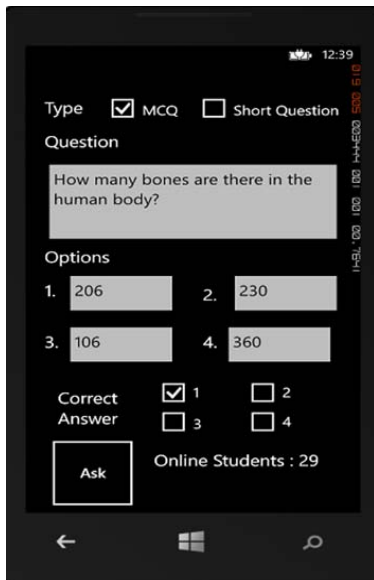 12:39
Type MCQ Short Question
Question
How many bones are there in the
human body?
Options
1. 206 2. 230
3. 106 4. 360
Correct
Answer
1 2
3 4
Ask
Online Students : 29